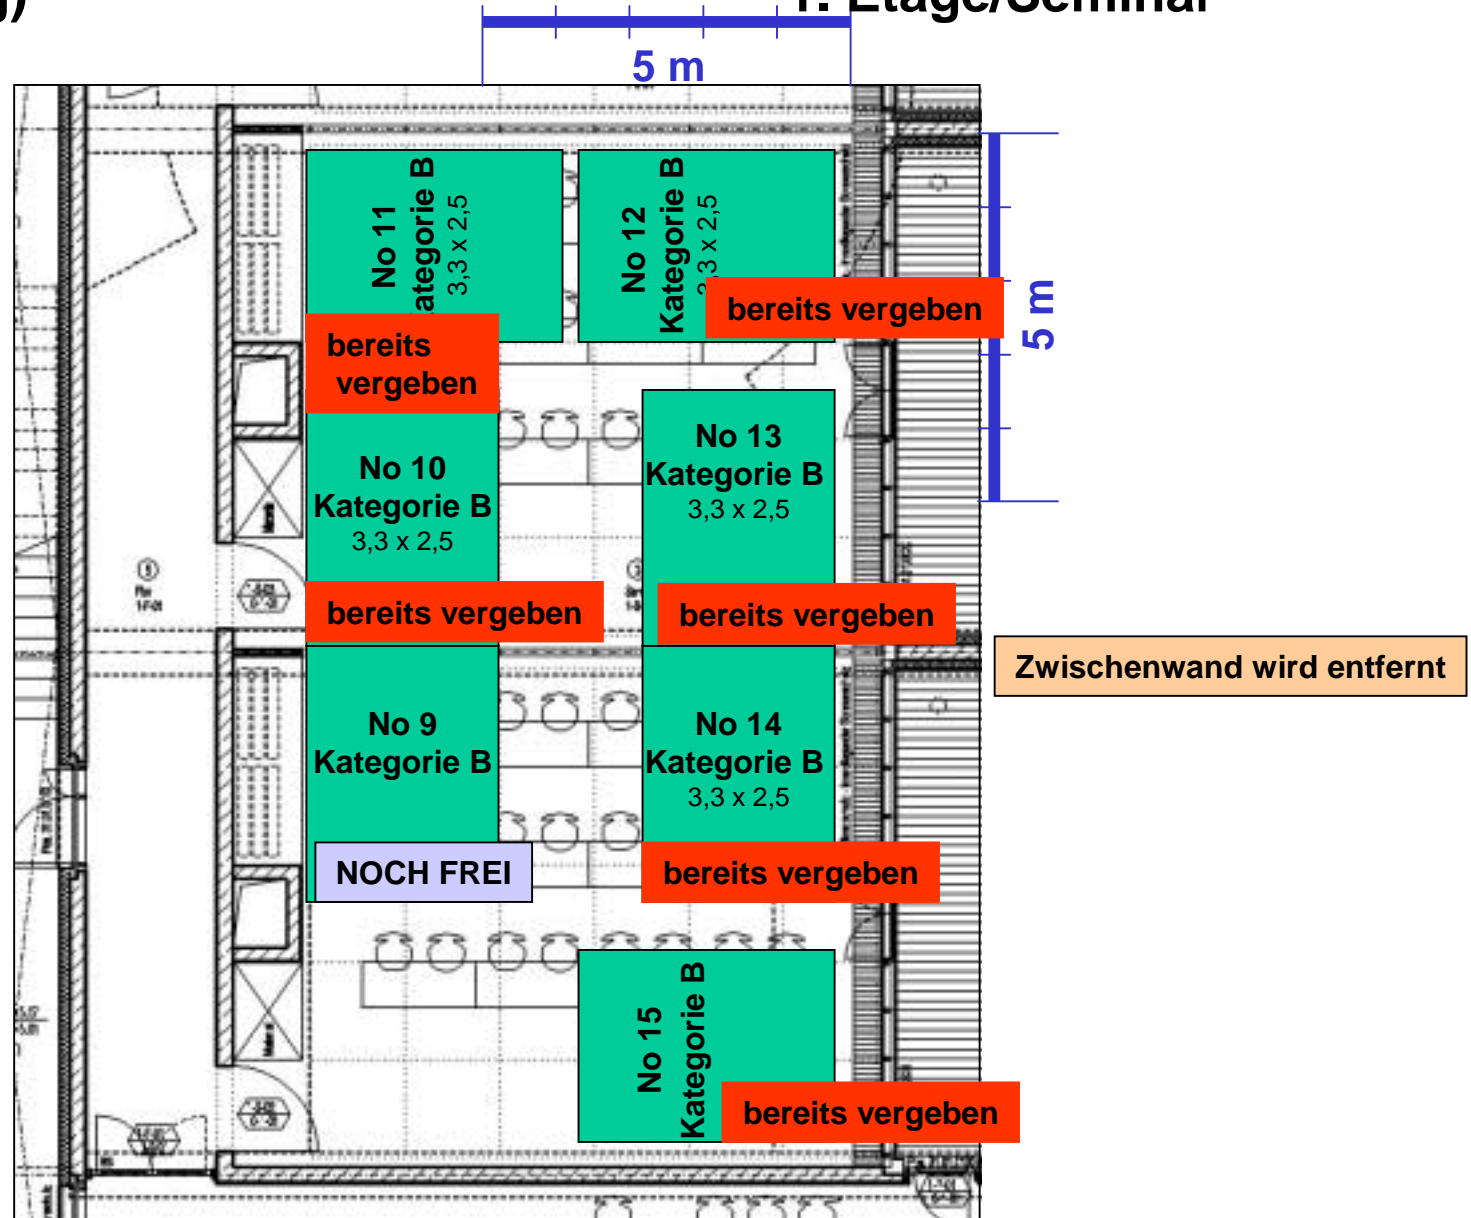 1. Etage/Seminar
5 m
5 m
No 11
Kategorie B
3,3 x 2,5
No 12
Kategorie B
3,3 x 2,5
bereits vergeben
bereits
vergeben
No 10
Kategorie B
3,3 x 2,5
No 13
Kategorie B
3,3 x 2,5
bereits vergeben
bereits vergeben
Zwischenwand wird entfernt
No 9
Kategorie B
No 14
Kategorie B
3,3 x 2,5
NOCH FREI
bereits vergeben
No 15
Kategorie B
bereits vergeben